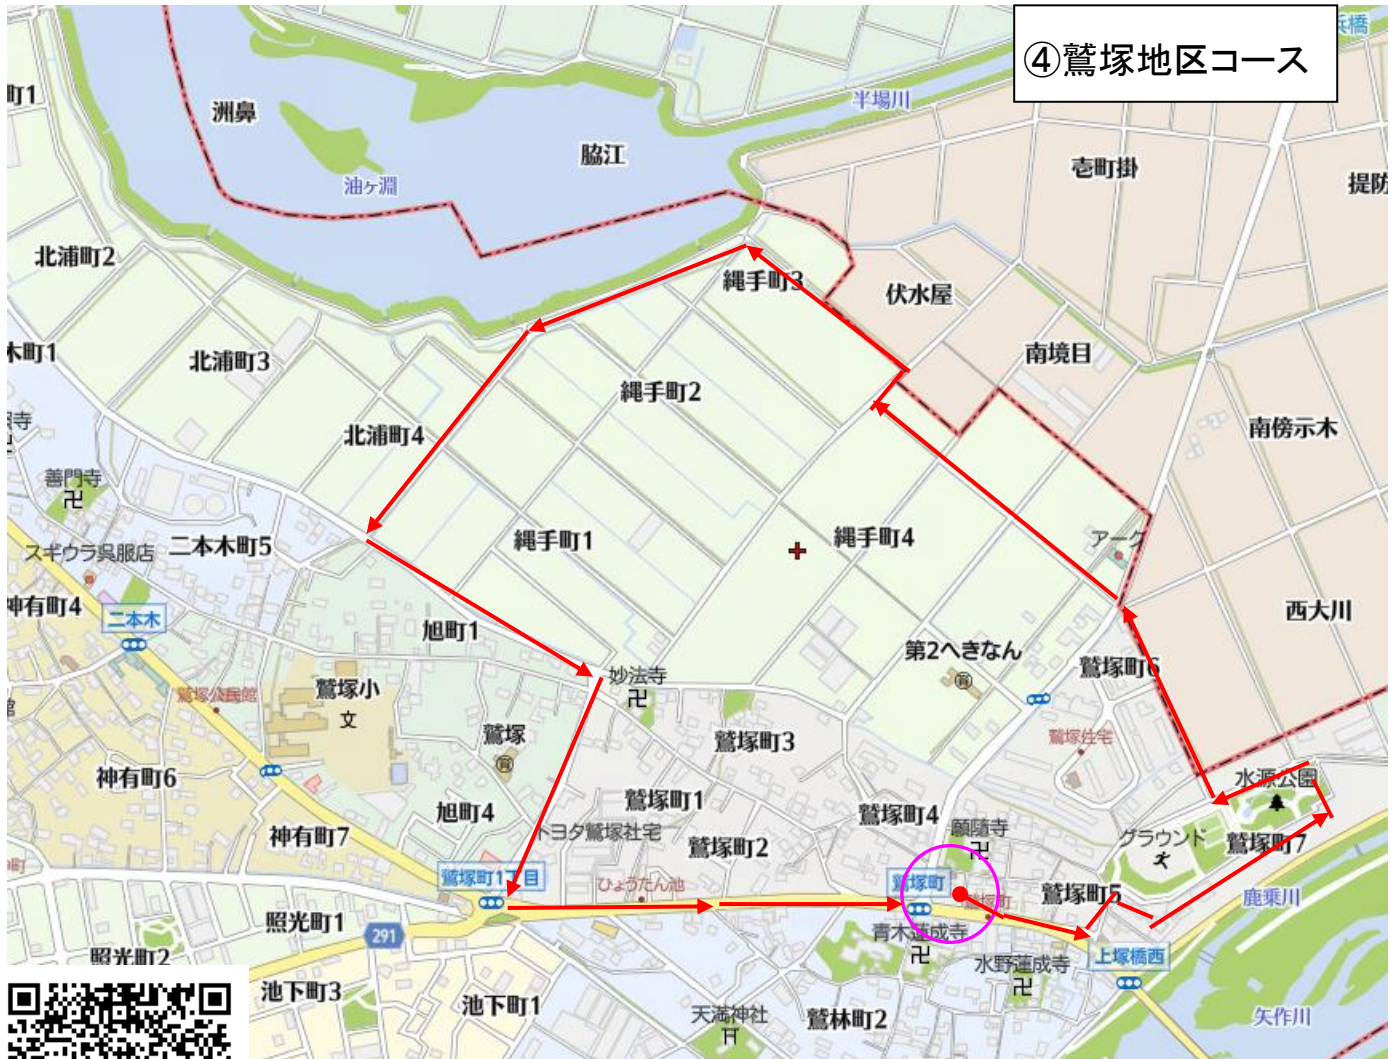 ④鷲塚地区コース
浜橋
町1
半場川
洲鼻
脇江
壱町掛
油ヶ淵
提防
北浦町2
縄手町3
伏水屋
木町1
北浦町3
南境目
縄手町2
北浦町4
南傍示木
照寺
善門寺
アーク
縄手町1
縄手町4
スギウラ呉服店
二本木町5
神有町4
二本木
旭町1
西大川
第2へきなん
鷲塚町6
妙法寺
鷲塚公民館
鷲塚小
文
館
鷲塚
鷲塚町3
鷲塚住宅
神有町6
水源公園
鷲塚町1
旭町4
鷲塚町4
神有町7
トヨタ鷲塚社宅
願随寺
グラウンド
鷲塚町2
鷲塚町7
鷲塚町1丁目
ひょうたん池
鷲塚町
鷲塚町
鷲塚町5
鹿乗川
照光町1
291
青木蓮成寺
照光町2
水野蓮成寺
上塚橋西
池下町3
池下町1
天満神社
鷲林町2
矢作川